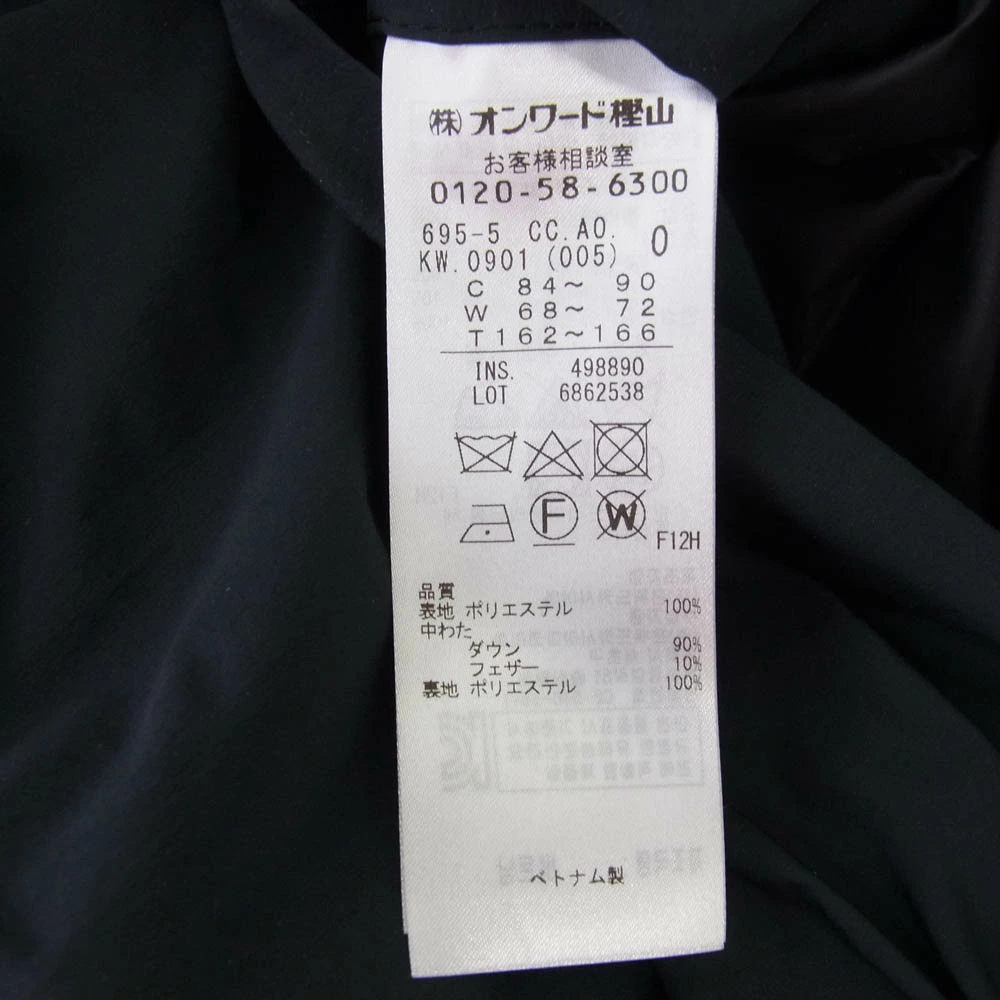 (株)オンワード樫山
お客様相談室
0120-58-6300
695-5 CC.AO. 0
KW.0901 (005)
C 84～ 90
W 68～ 72
T162～166
INS. 498890
LOT 6862538
F
W
F12H
品質
表地 ポリエステル 100%
中わた
ダウン 90%
フェザー 10%
裏地 ポリエステル 100%
ベトナム製